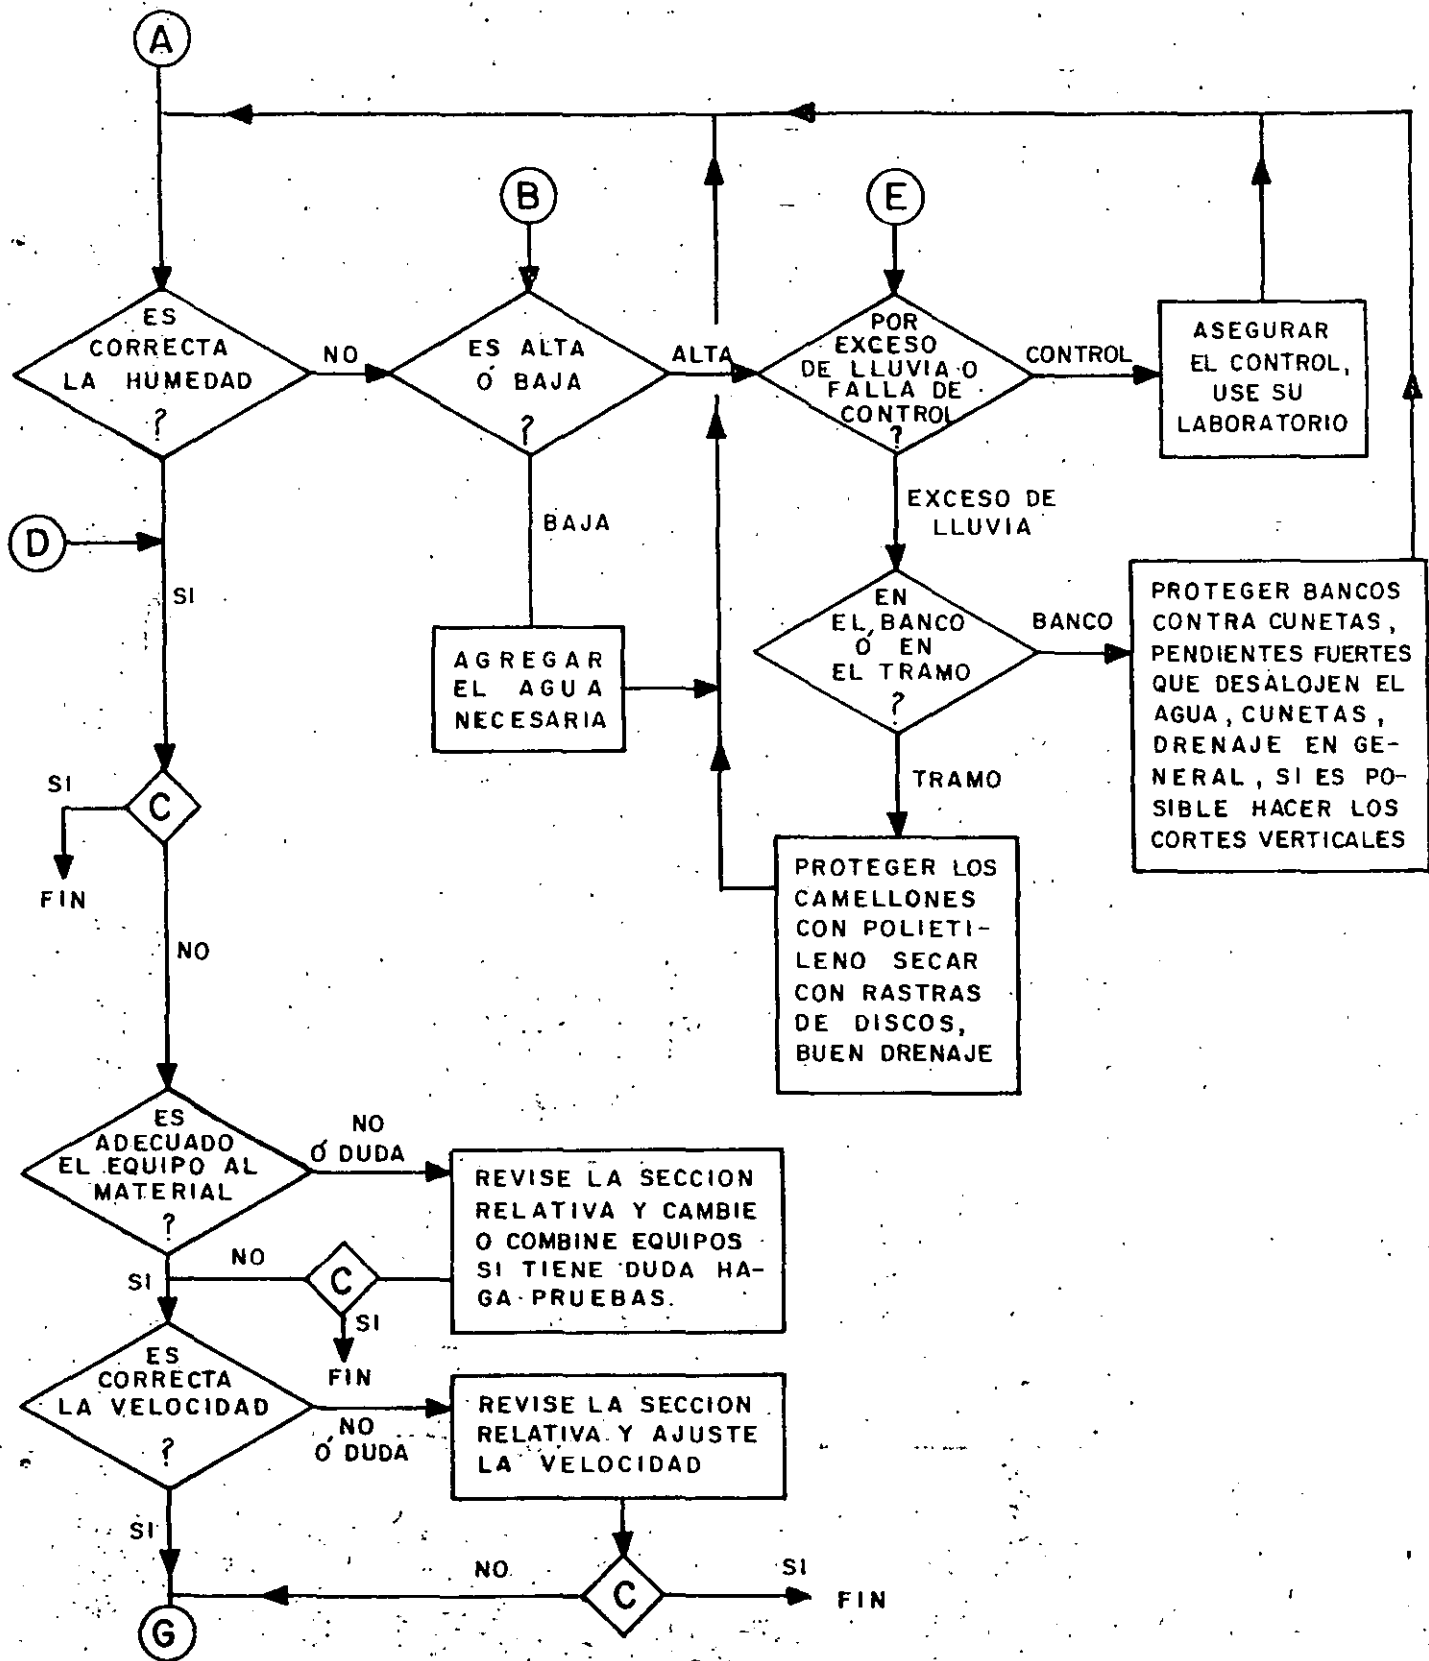 A
B
E
ES
CORRECTA
LA HUMEDAD
?
NO
ES ALTA
Ó BAJA
?
ALTA
POR
EXCESO
DE LLUVIA O
FALLA DE
CONTROL
?
CONTROL
ASEGURAR
EL CONTROL,
USE SU
LABORATORIO
D
SI
BAJA
EXCESO DE
LLUVIA
AGREGAR
EL AGUA
NECESARIA
EN
EL BANCO
Ó EN
EL TRAMO
?
BANCO
PROTEGER BANCOS
CONTRA CUNETAS,
PENDIENTES FUERTES
QUE DESALOJEN EL
AGUA, CUNETAS,
DRENAJE EN GE-
NERAL, SI ES PO-
SIBLE HACER LOS
CORTES VERTICALES
TRAMO
PROTEGER LOS
CAMELLONES
CON POLIETI-
LENO SECAR
CON RASTRAS
DE DISCOS,
BUEN DRENAJE
SI
C
FIN
NO
ES
ADECUADO
EL EQUIPO AL
MATERIAL
?
NO
Ó DUDA
REVISE LA SECCION
RELATIVA Y CAMBIE
O COMBINE EQUIPOS
SI TIENE DUDA HA-
GA PRUEBAS.
SI
NO
C
SI
FIN
ES
CORRECTA
LA VELOCIDAD
?
NO
Ó DUDA
REVISE LA SECCION
RELATIVA Y AJUSTE
LA VELOCIDAD
SI
NO
C
SI
FIN
G